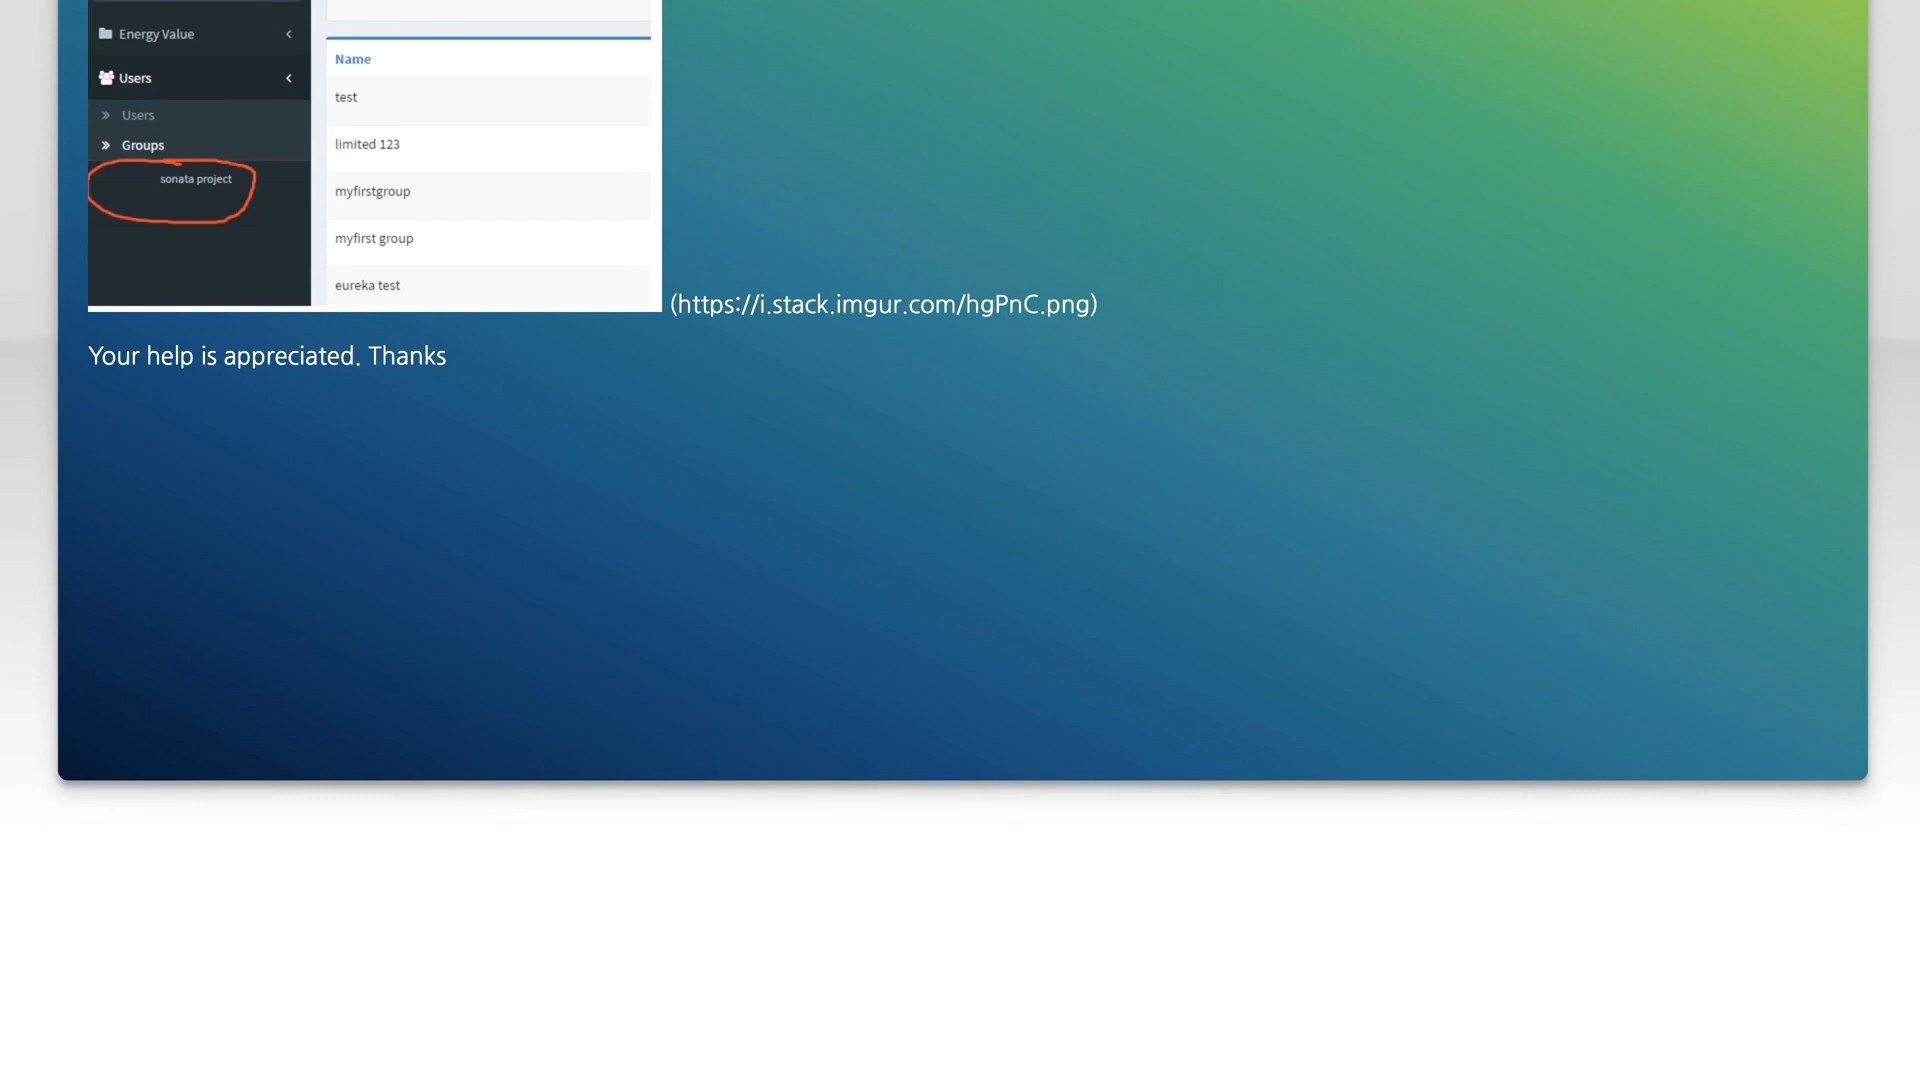 Energy Value
Users
Users
Groups
sonata project
Name
test
limited 123
myfirstgroup
myfirst group
eureka test
(https://i.stack.imgur.com/hgPnC.png)
Your help is appreciated. Thanks